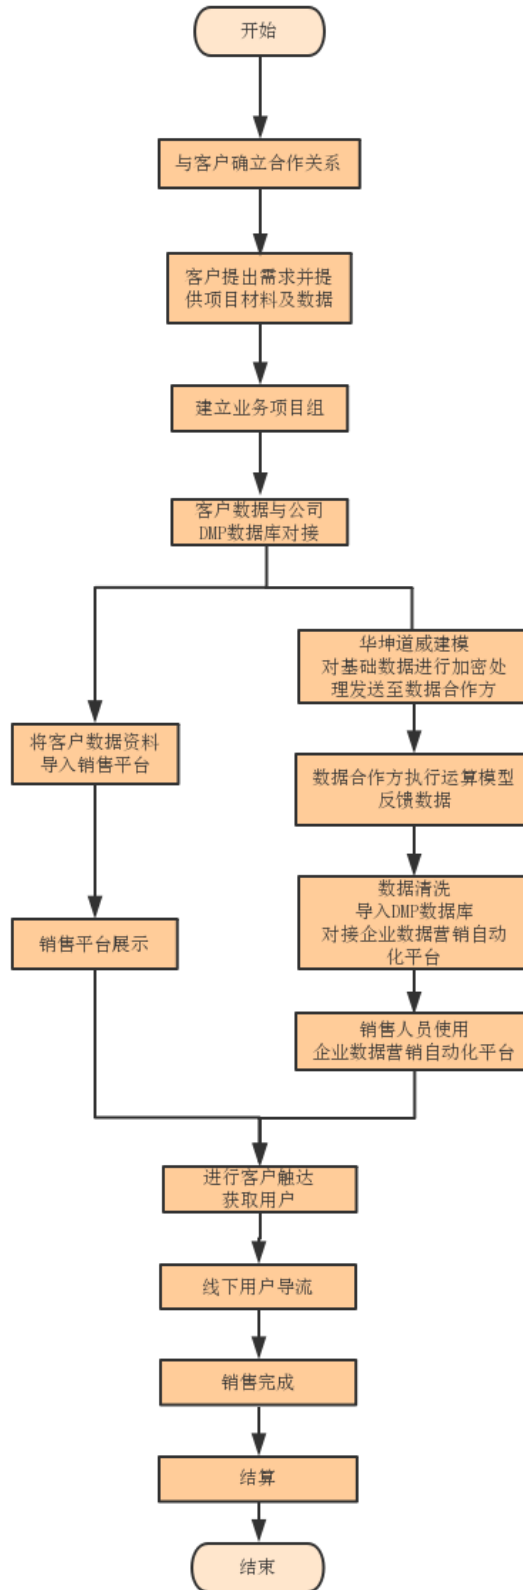 开始
与客户确立合作关系
客户提出需求并提
供项目材料及数据
建立业务项目组
客户数据与公司
DMP数据库对接
华坤道威建模
对基础数据进行加密处
理发送至数据合作方
将客户数据资料
导入销售平台
数据合作方执行运算模型
反馈数据
数据清洗
导入DMP数据库
对接企业数据营销自动
化平台
销售平台展示
销售人员使用
企业数据营销自动化平台
进行客户触达
获取用户
线下用户导流
销售完成
结算
结束